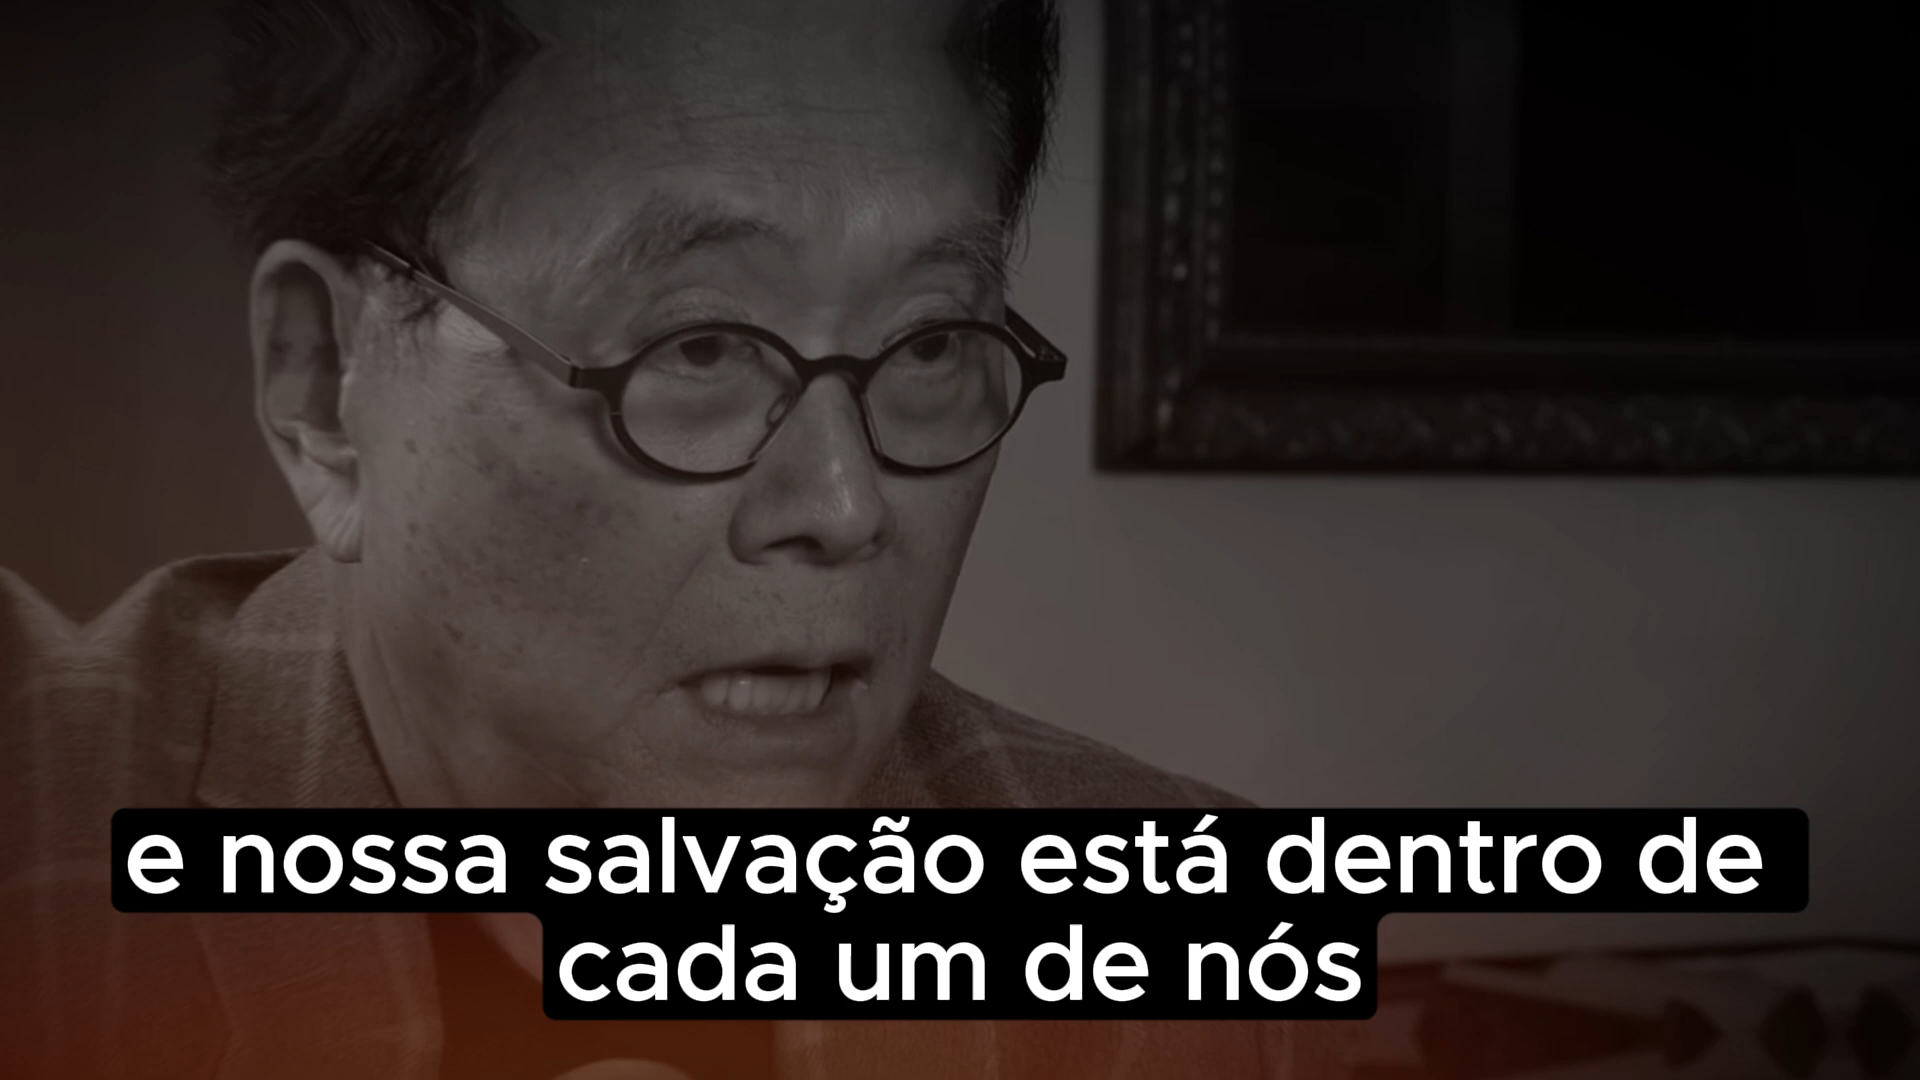 e nossa salvação está dentro de
cada um de nós